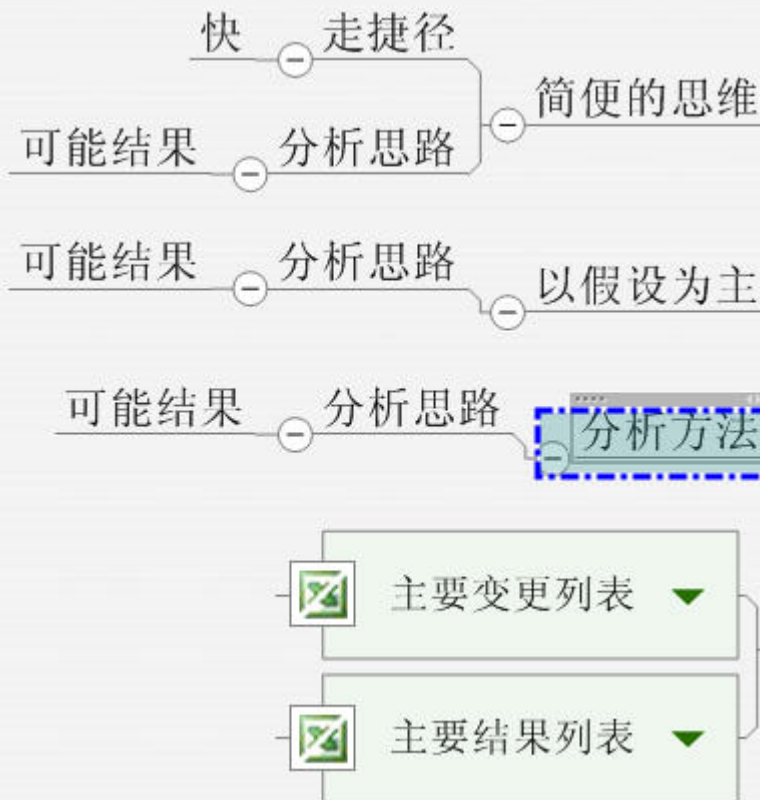 快 走捷径
简便的思维
可能结果 分析思路
可能结果 分析思路
以假设为主
可能结果 分析思路
分析方法
主要变更列表
主要结果列表